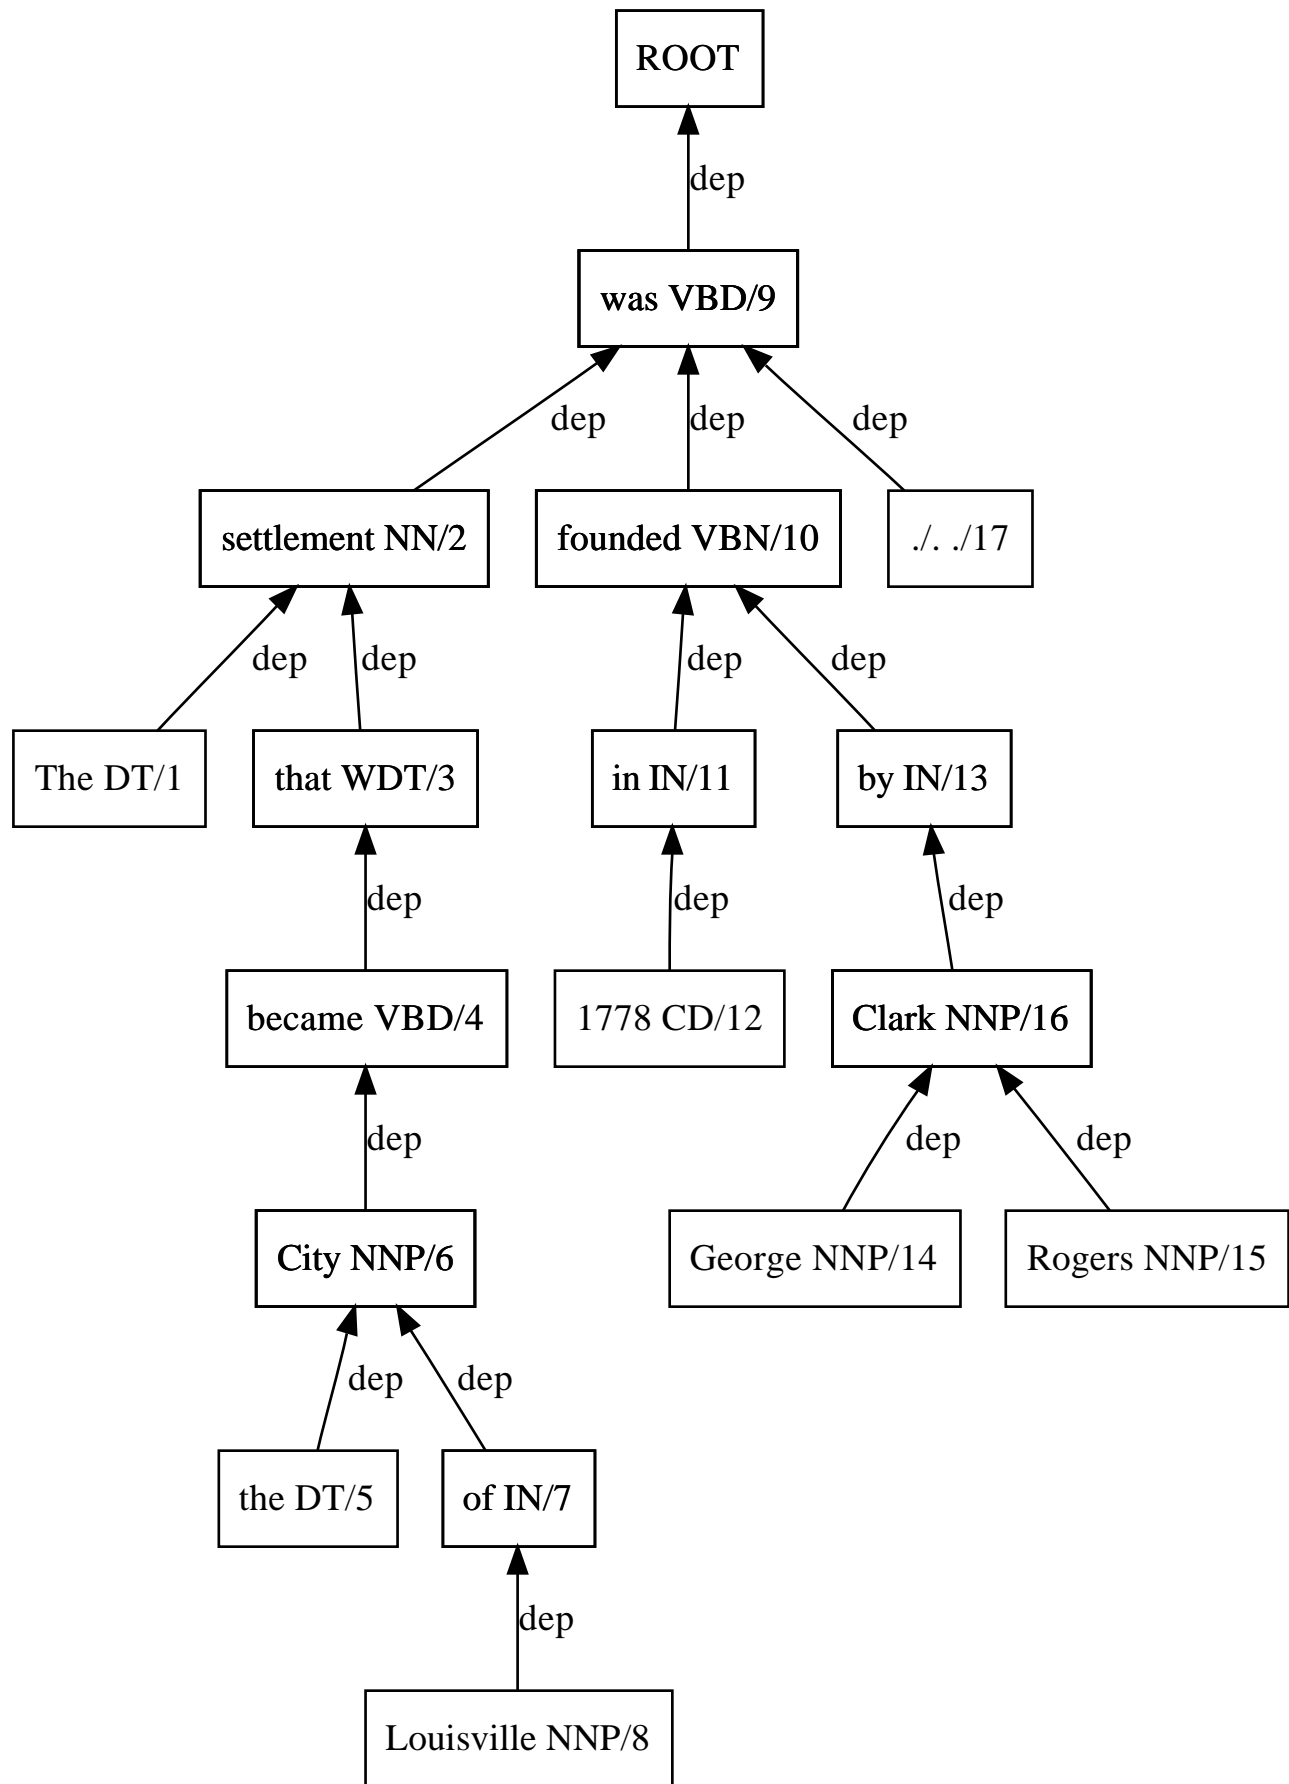 ROOT
dep
was VBD/9
dep dep dep
settlement NN/2 founded VBN/10 ./. ./17
dep dep dep dep
The DT/1 that WDT/3 in IN/11 by IN/13
dep dep dep
became VBD/4 1778 CD/12 Clark NNP/16
dep dep dep
City NNP/6 George NNP/14 Rogers NNP/15
dep dep
the DT/5 of IN/7
dep
Louisville NNP/8